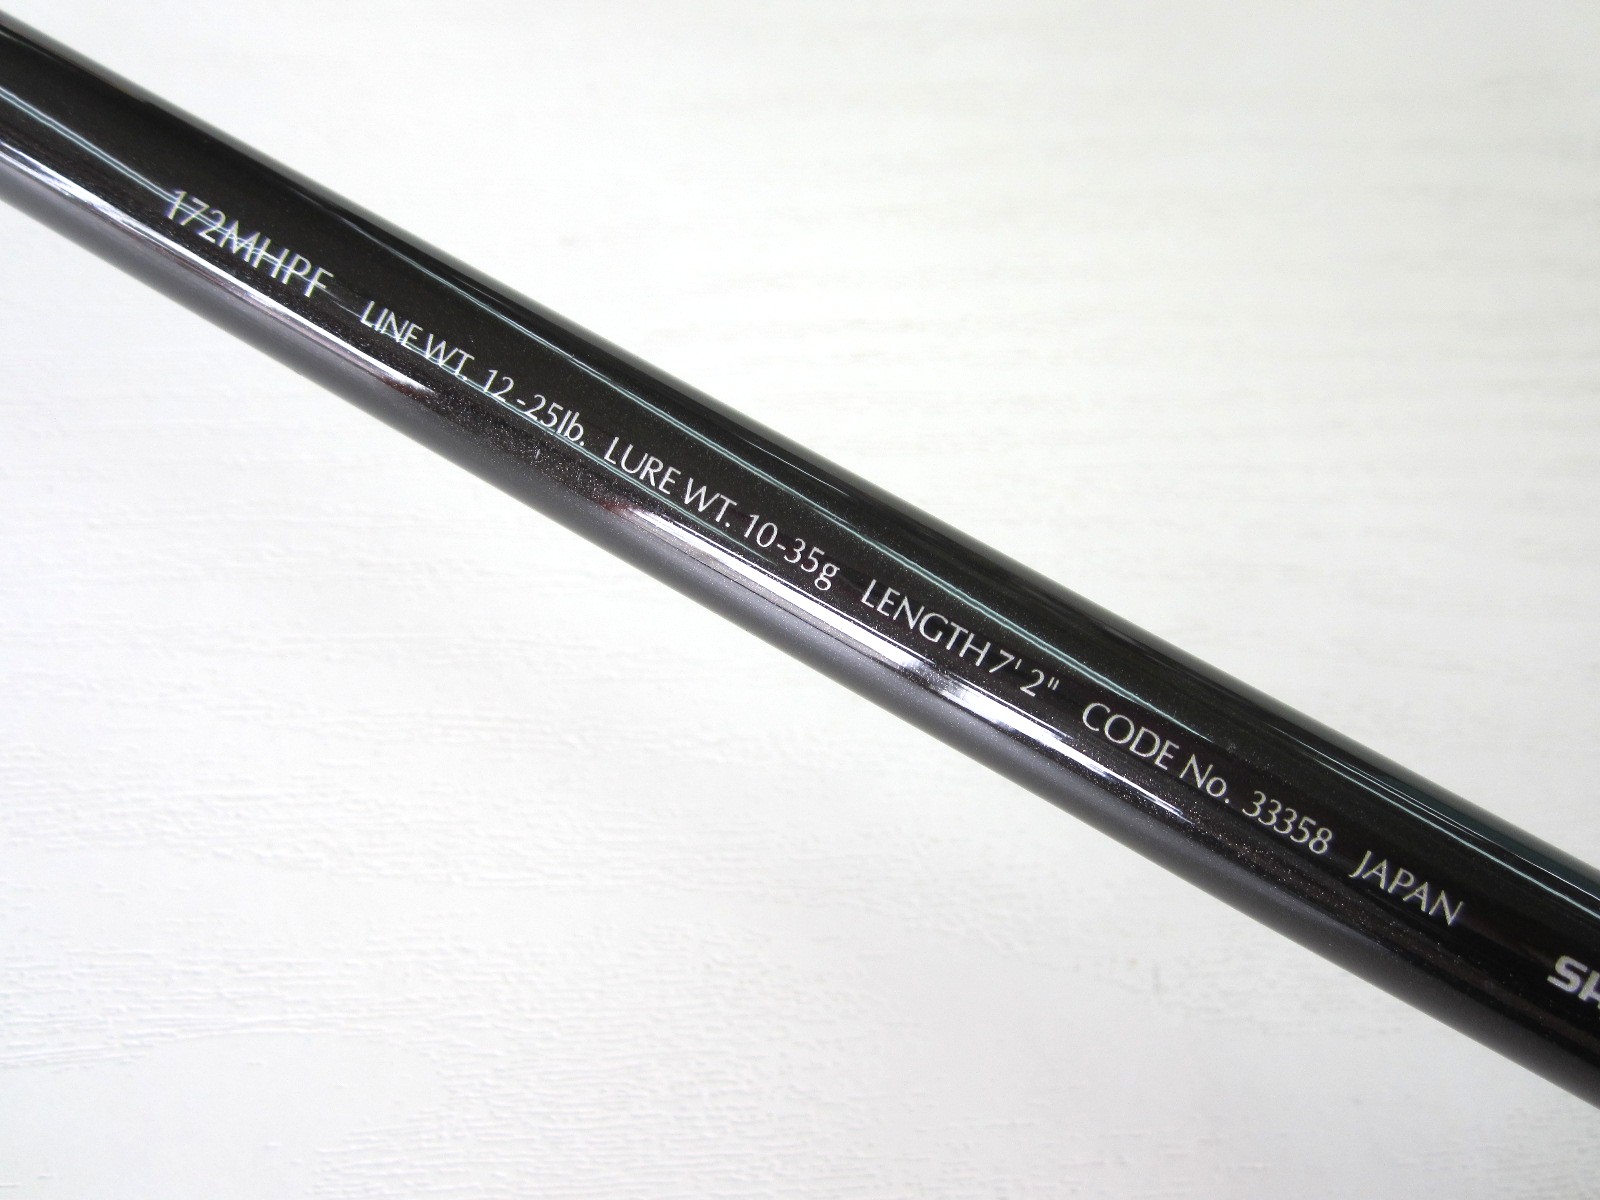 172MHPF LINE WT. 12-25lb. LURE WT. 10-35g LENGTH 7' 2" CODE No. 33358 JAPAN